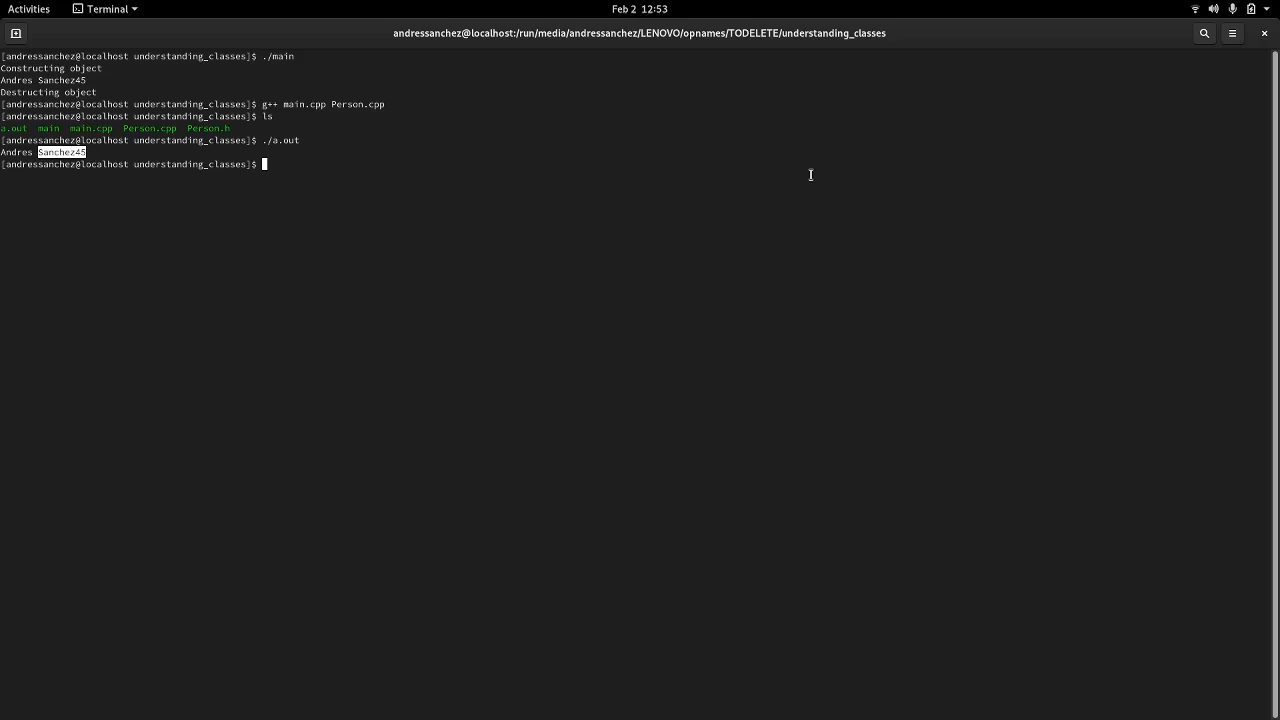 Activities Terminal Feb 2 12:53
andressanchez@localhost:/run/media/andressanchez/LENOVO/opnames/TODELETE/understanding_classes
[andressanchez@localhost understanding_classes]$ ./main
Constructing object
Andres Sanchez45
Destructing object
[andressanchez@localhost understanding_classes]$ g++ main.cpp Person.cpp
[andressanchez@localhost understanding_classes]$ ls
a.out main main.cpp Person.cpp Person.h
[andressanchez@localhost understanding_classes]$ ./a.out
Andres Sanchez45
[andressanchez@localhost understanding_classes]$